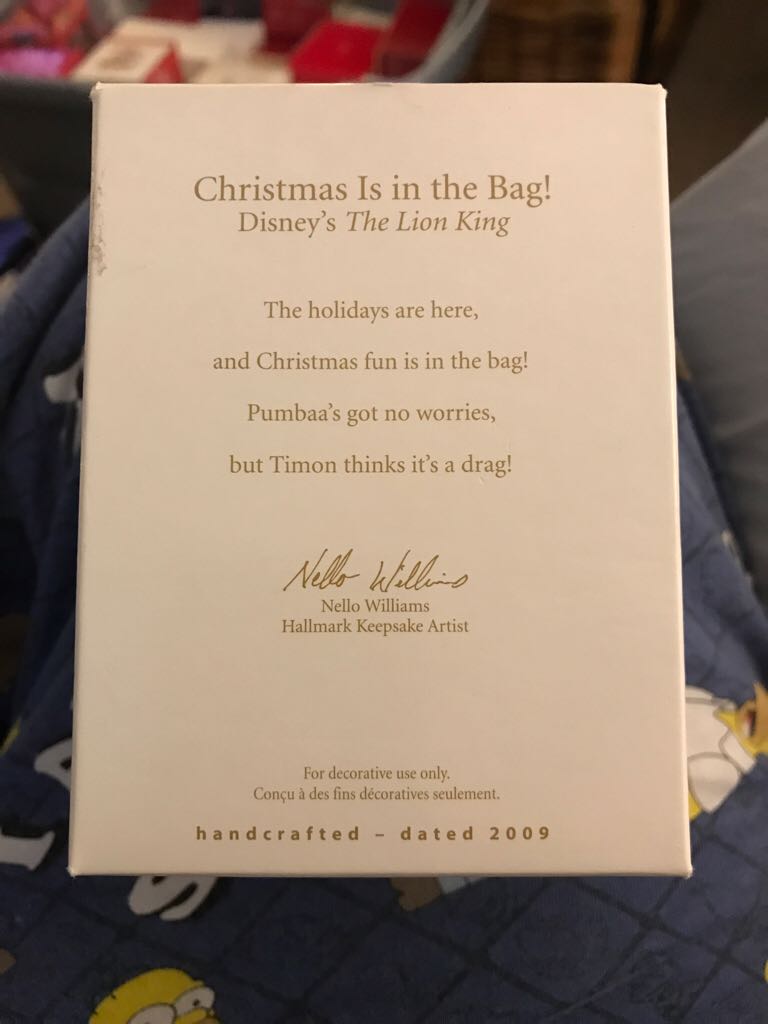 Christmas Is in the Bag!
Disney's The Lion King
The holidays are here,
and Christmas fun is in the bag!
Pumbaa's got no worries,
but Timon thinks it's a drag!
Nello Williams
Nello Williams
Hallmark Keepsake Artist
For decorative use only.
Conçu à des fins décoratives seulement.
handcrafted – dated 2009